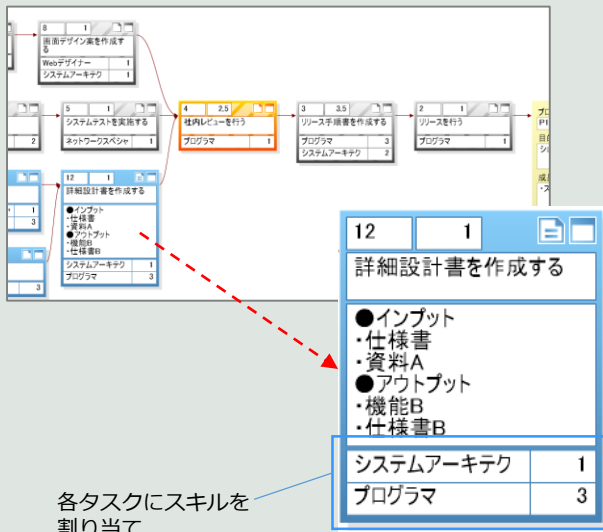 8 1
画面デザイン案を作成す
る
Webデザイナー 1
システムアーキテク 1
5 1
システムテストを実施する
ネットワークスペシャ 1
4 2.5
社内レビューを行う
プログラマ 1
3 3.5
リリース手順書を作成する
プログラマ 3
システムアーキテク 2
2 1
リリースを行う
プログラマ 1
2
1
3
3
12 1
詳細設計書を作成する
●インプット
・仕様書
・資料A
●アウトプット
・機能B
・仕様書B
システムアーキテク 1
プログラマ 3
12 1
詳細設計書を作成する
●インプット
・仕様書
・資料A
●アウトプット
・機能B
・仕様書B
システムアーキテク 1
プログラマ 3
各タスクにスキルを
割り当て